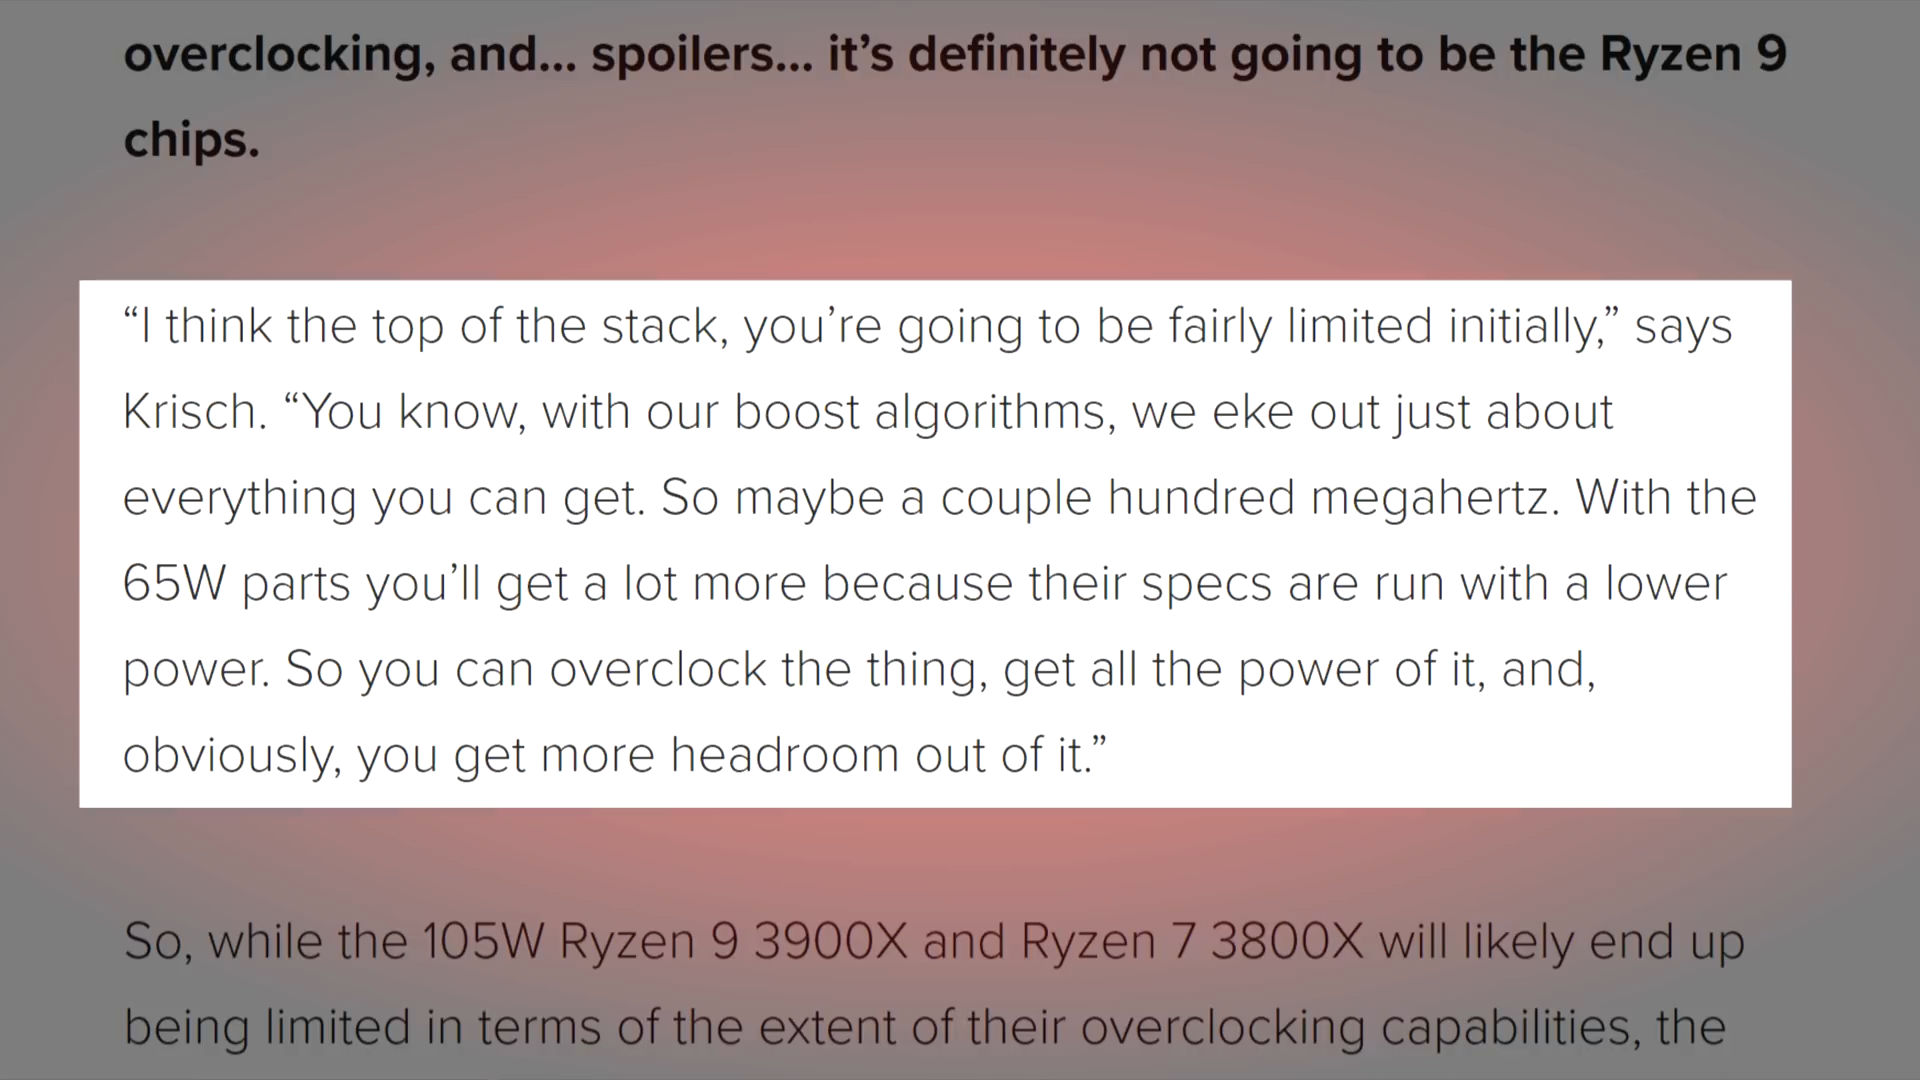 overclocking, and... spoilers... it’s definitely not going to be the Ryzen 9
chips.
“I think the top of the stack, you’re going to be fairly limited initially,” says
Krisch. “You know, with our boost algorithms, we eke out just about
everything you can get. So maybe a couple hundred megahertz. With the
65W parts you’ll get a lot more because their specs are run with a lower
power. So you can overclock the thing, get all the power of it, and,
obviously, you get more headroom out of it.”
So, while the 105W Ryzen 9 3900X and Ryzen 7 3800X will likely end up
being limited in terms of the extent of their overclocking capabilities, the